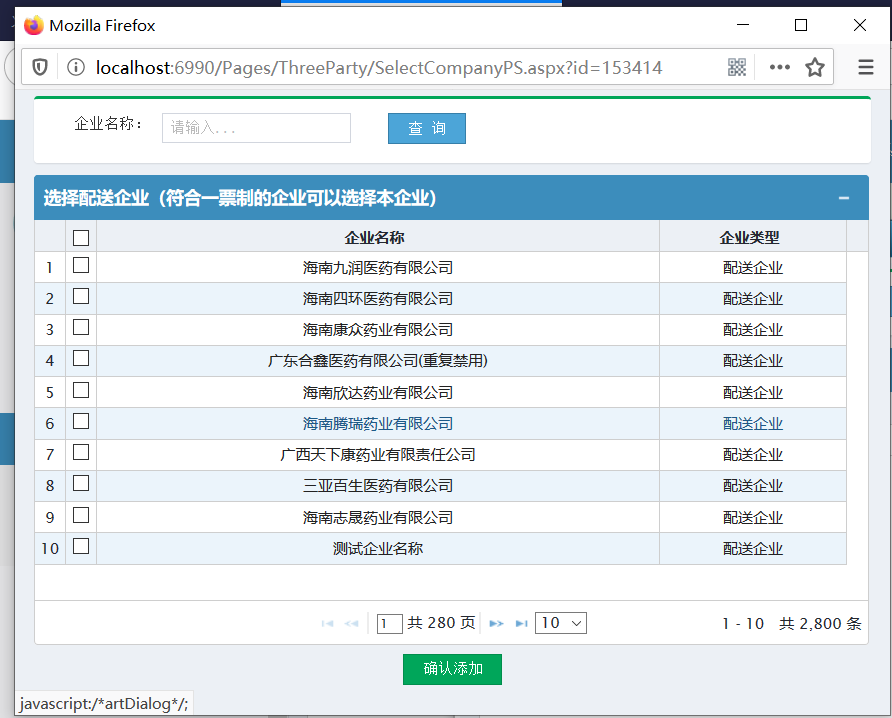 Mozilla Firefox
localhost:6990/Pages/ThreeParty/SelectCompanyPS.aspx?id=153414
企业名称： 请输入... 查 询
选择配送企业（符合一票制的企业可以选择本企业）
企业名称 企业类型
1 海南九润医药有限公司 配送企业
2 海南四环医药有限公司 配送企业
3 海南康众药业有限公司 配送企业
4 广东合鑫医药有限公司(重复禁用) 配送企业
5 海南欣达药业有限公司 配送企业
6 海南腾瑞药业有限公司 配送企业
7 广西天下康药业有限责任公司 配送企业
8 三亚百生医药有限公司 配送企业
9 海南志晟药业有限公司 配送企业
10 测试企业名称 配送企业
1 共 280 页 10 1 - 10 共 2,800 条
确认添加
javascript:/*artDialog*/;